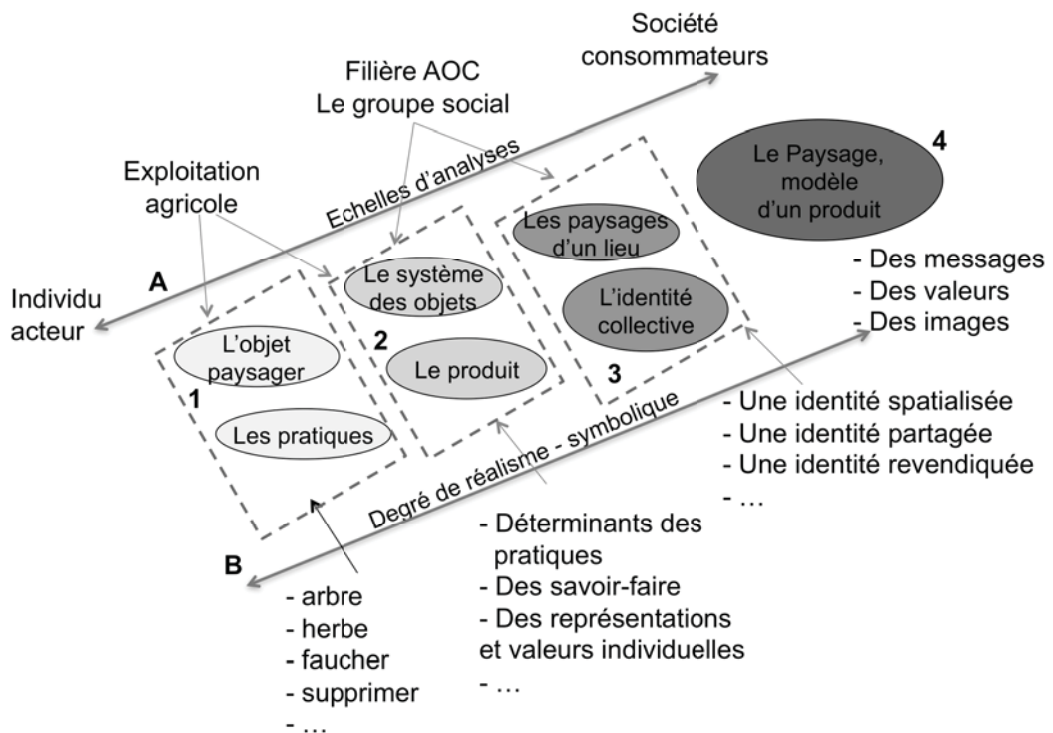 Société
consommateurs
Filière AOC
Le groupe social
Exploitation
agricole
Echelles d'analyses
4
Le Paysage,
modèle
d'un produit
Les paysages
d'un lieu
A
Individu
acteur
Le système
des objets
L'identité
collective
- Des messages
- Des valeurs
- Des images
L'objet
paysager
2
Le produit
3
1
Les pratiques
Degré de réalisme - symbolique
- Une identité spatialisée
- Une identité partagée
- Une identité revendiquée
- …
B
- Déterminants des
pratiques
- Des savoir-faire
- Des représentations
et valeurs individuelles
- …
- arbre
- herbe
- faucher
- supprimer
- …